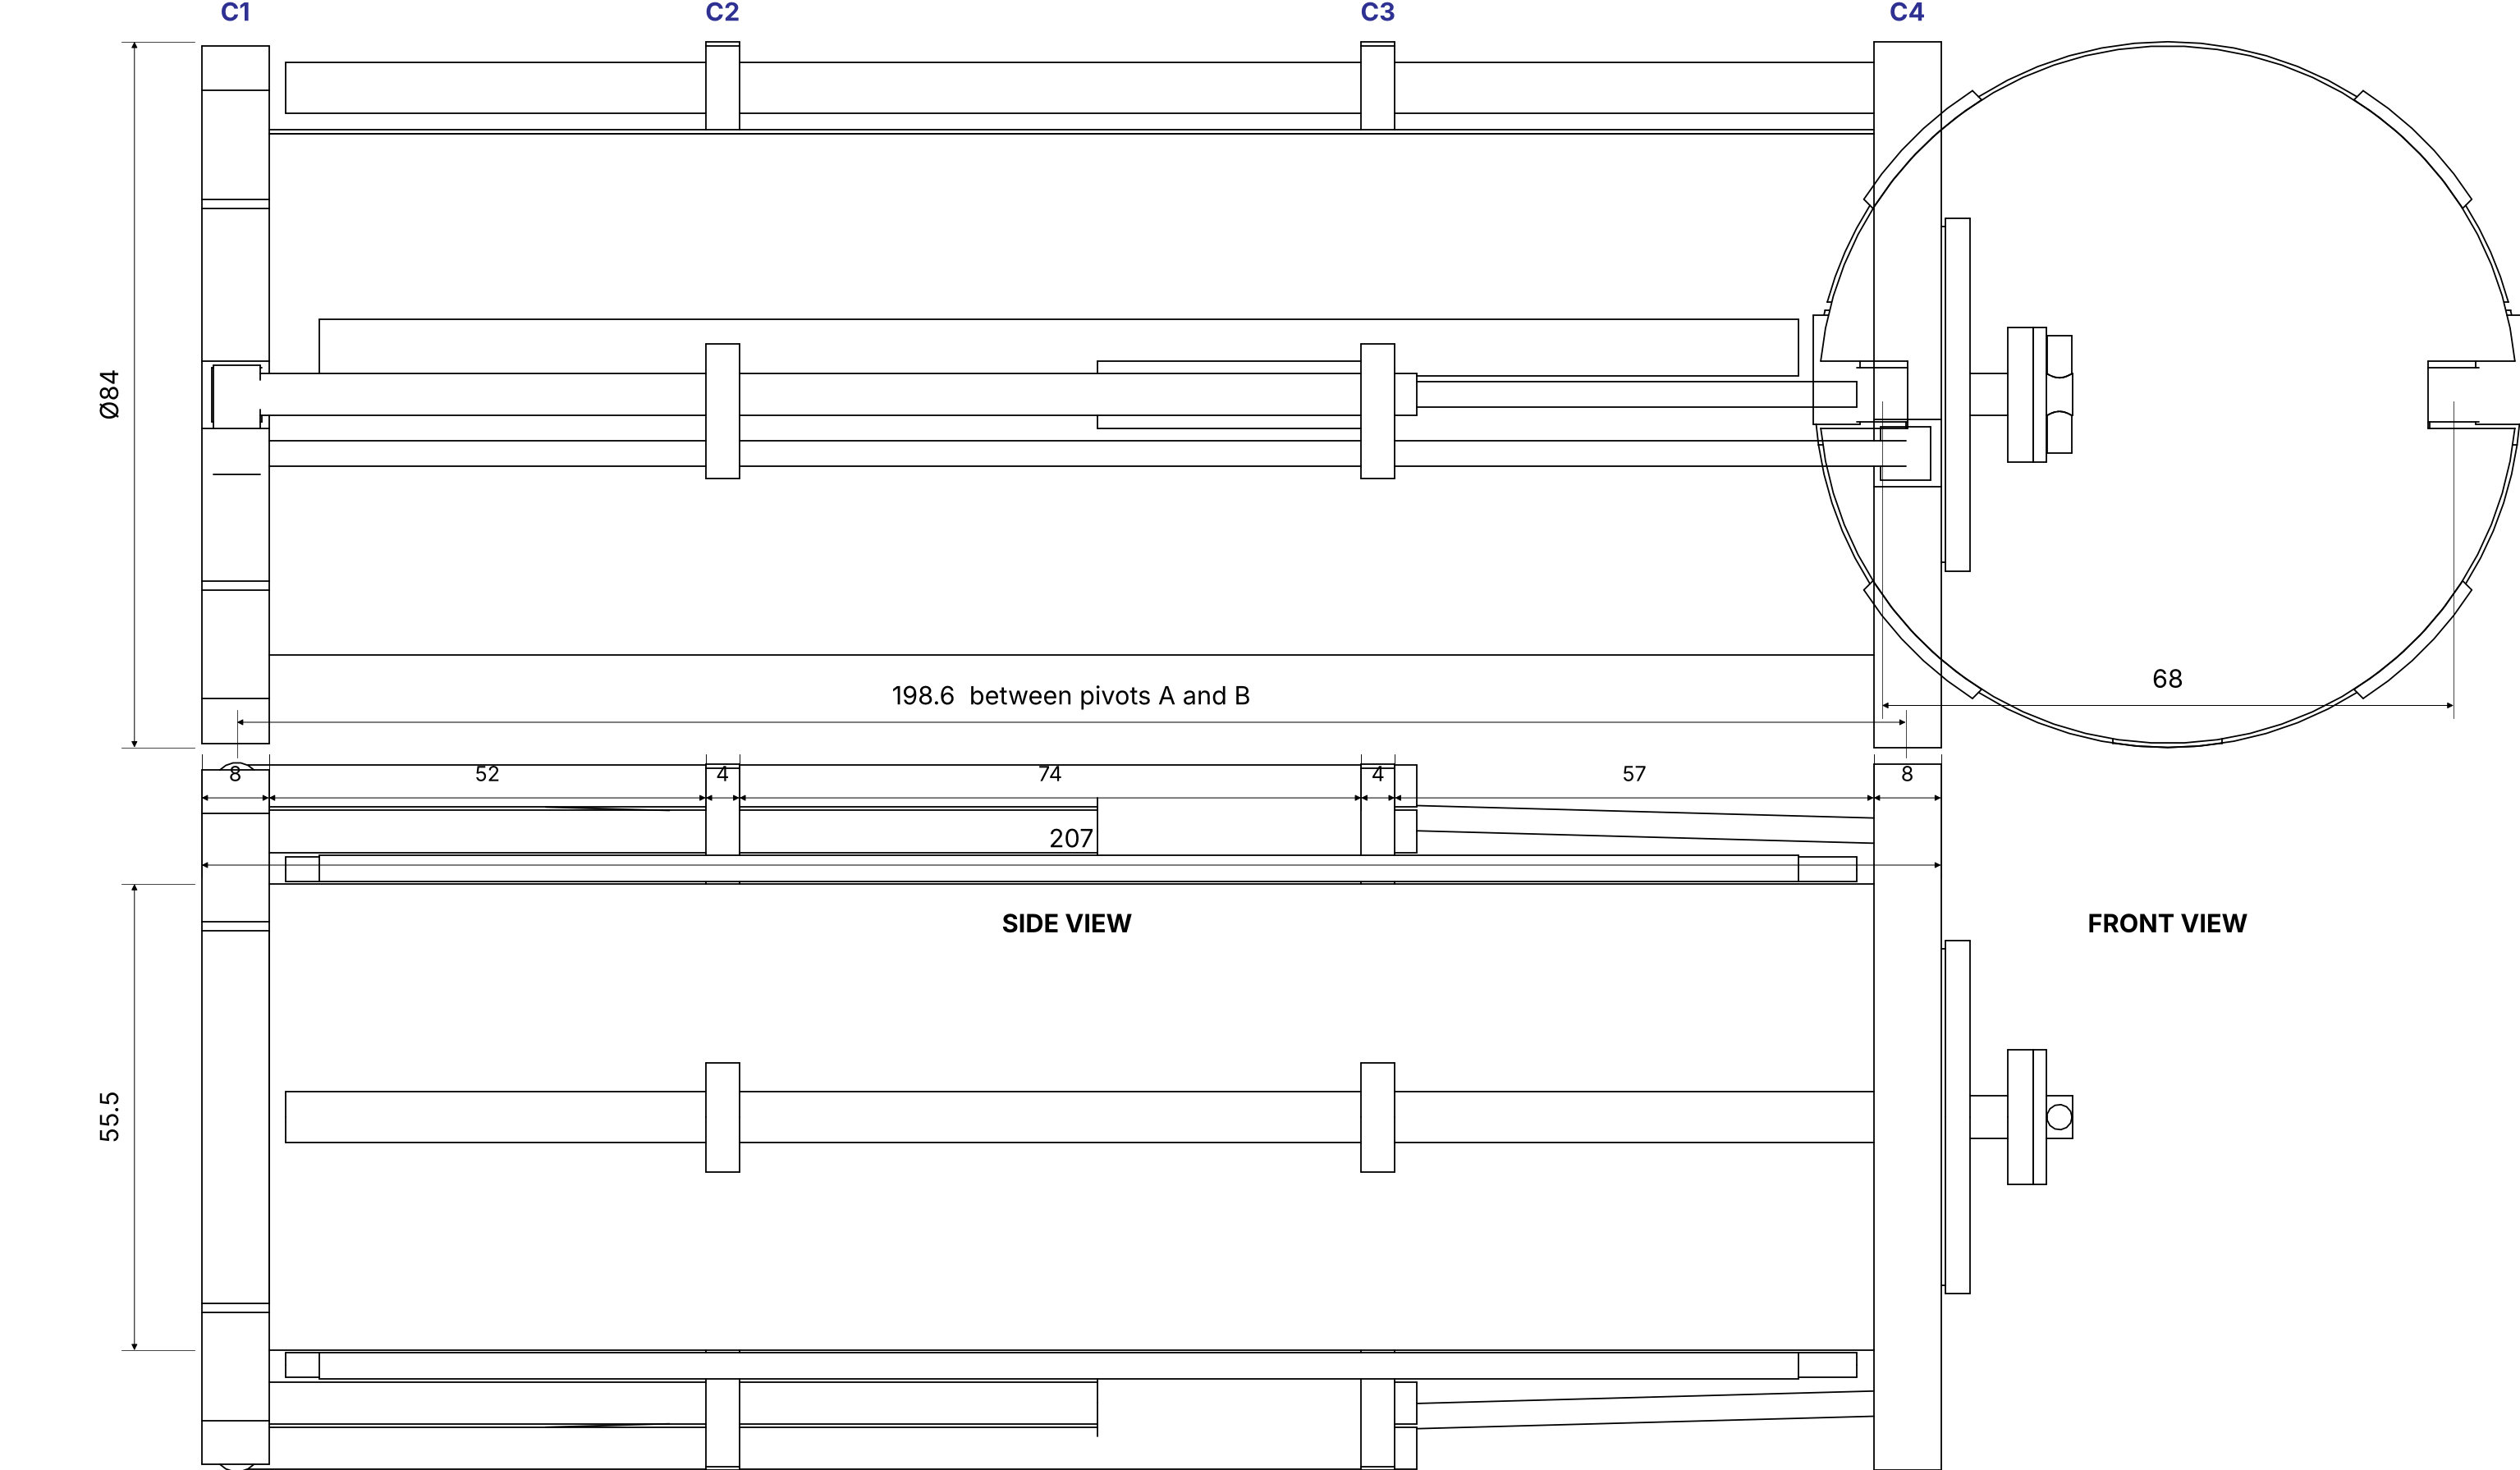 C1 C2 C3 C4
Ø84
68
198.6 between pivots A and B
8 52 4 74 4 57 8
207
SIDE VIEW FRONT VIEW
55.5